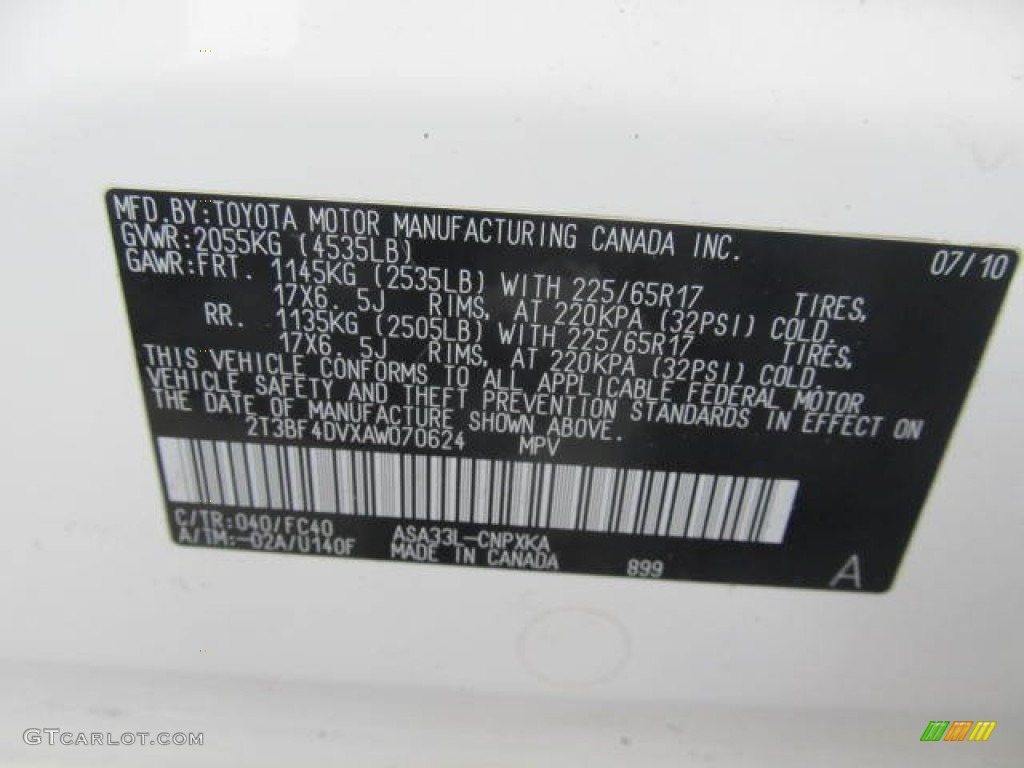 MFD.BY:TOYOTA MOTOR MANUFACTURING CANADA INC. 07/10
GVWR:2055KG (4535LB)
GAWR:FRT. 1145KG (2535LB) WITH 225/65R17 TIRES,
17X6. 5J RIMS, AT 220KPA (32PSI) COLD.
RR. 1135KG (2505LB) WITH 225/65R17 TIRES,
17X6. 5J RIMS, AT 220KPA (32PSI) COLD.
THIS VEHICLE CONFORMS TO ALL APPLICABLE FEDERAL MOTOR
VEHICLE SAFETY AND THEFT PREVENTION STANDARDS IN EFFECT ON
THE DATE OF MANUFACTURE SHOWN ABOVE.
2T3BF4DVXAW070624 MPV
C/TR:040/FC40 ASA33L-CNPXKA
A/TM:-02A/U140F MADE IN CANADA 899 A
GTCARLOT.COM